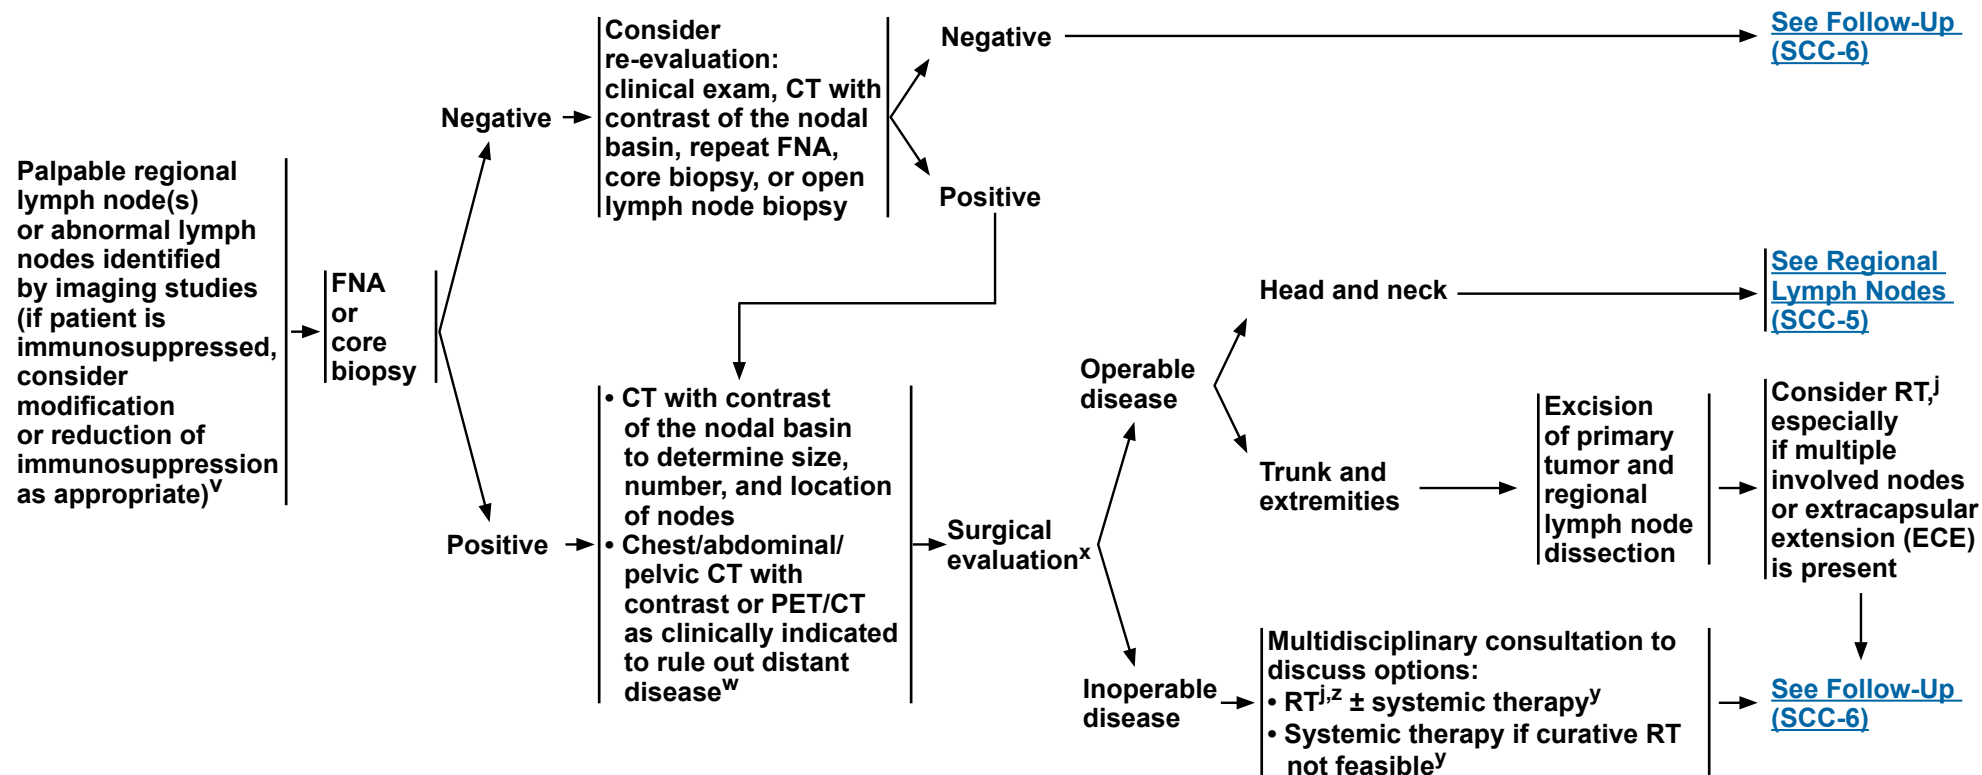 Palpable regional
lymph node(s)
or abnormal lymph
nodes identified
by imaging studies
(if patient is
immunosuppressed,
consider
modification
or reduction of
immunosuppression
as appropriate)v
FNA
or
core
biopsy
Negative
Consider
re-evaluation:
clinical exam, CT with
contrast of the nodal
basin, repeat FNA,
core biopsy, or open
lymph node biopsy
Negative
See Follow-Up
(SCC-6)
Positive
Positive
• CT with contrast
of the nodal basin
to determine size,
number, and location
of nodes
• Chest/abdominal/
pelvic CT with
contrast or PET/CT
as clinically indicated
to rule out distant
diseasew
Surgical
evaluationx
Operable
disease
Head and neck
See Regional
Lymph Nodes
(SCC-5)
Trunk and
extremities
Excision
of primary
tumor and
regional
lymph node
dissection
Consider RT,j
especially
if multiple
involved nodes
or extracapsular
extension (ECE)
is present
Inoperable
disease
Multidisciplinary consultation to
discuss options:
• RTj,z ± systemic therapyy
• Systemic therapy if curative RT
not feasibley
See Follow-Up
(SCC-6)